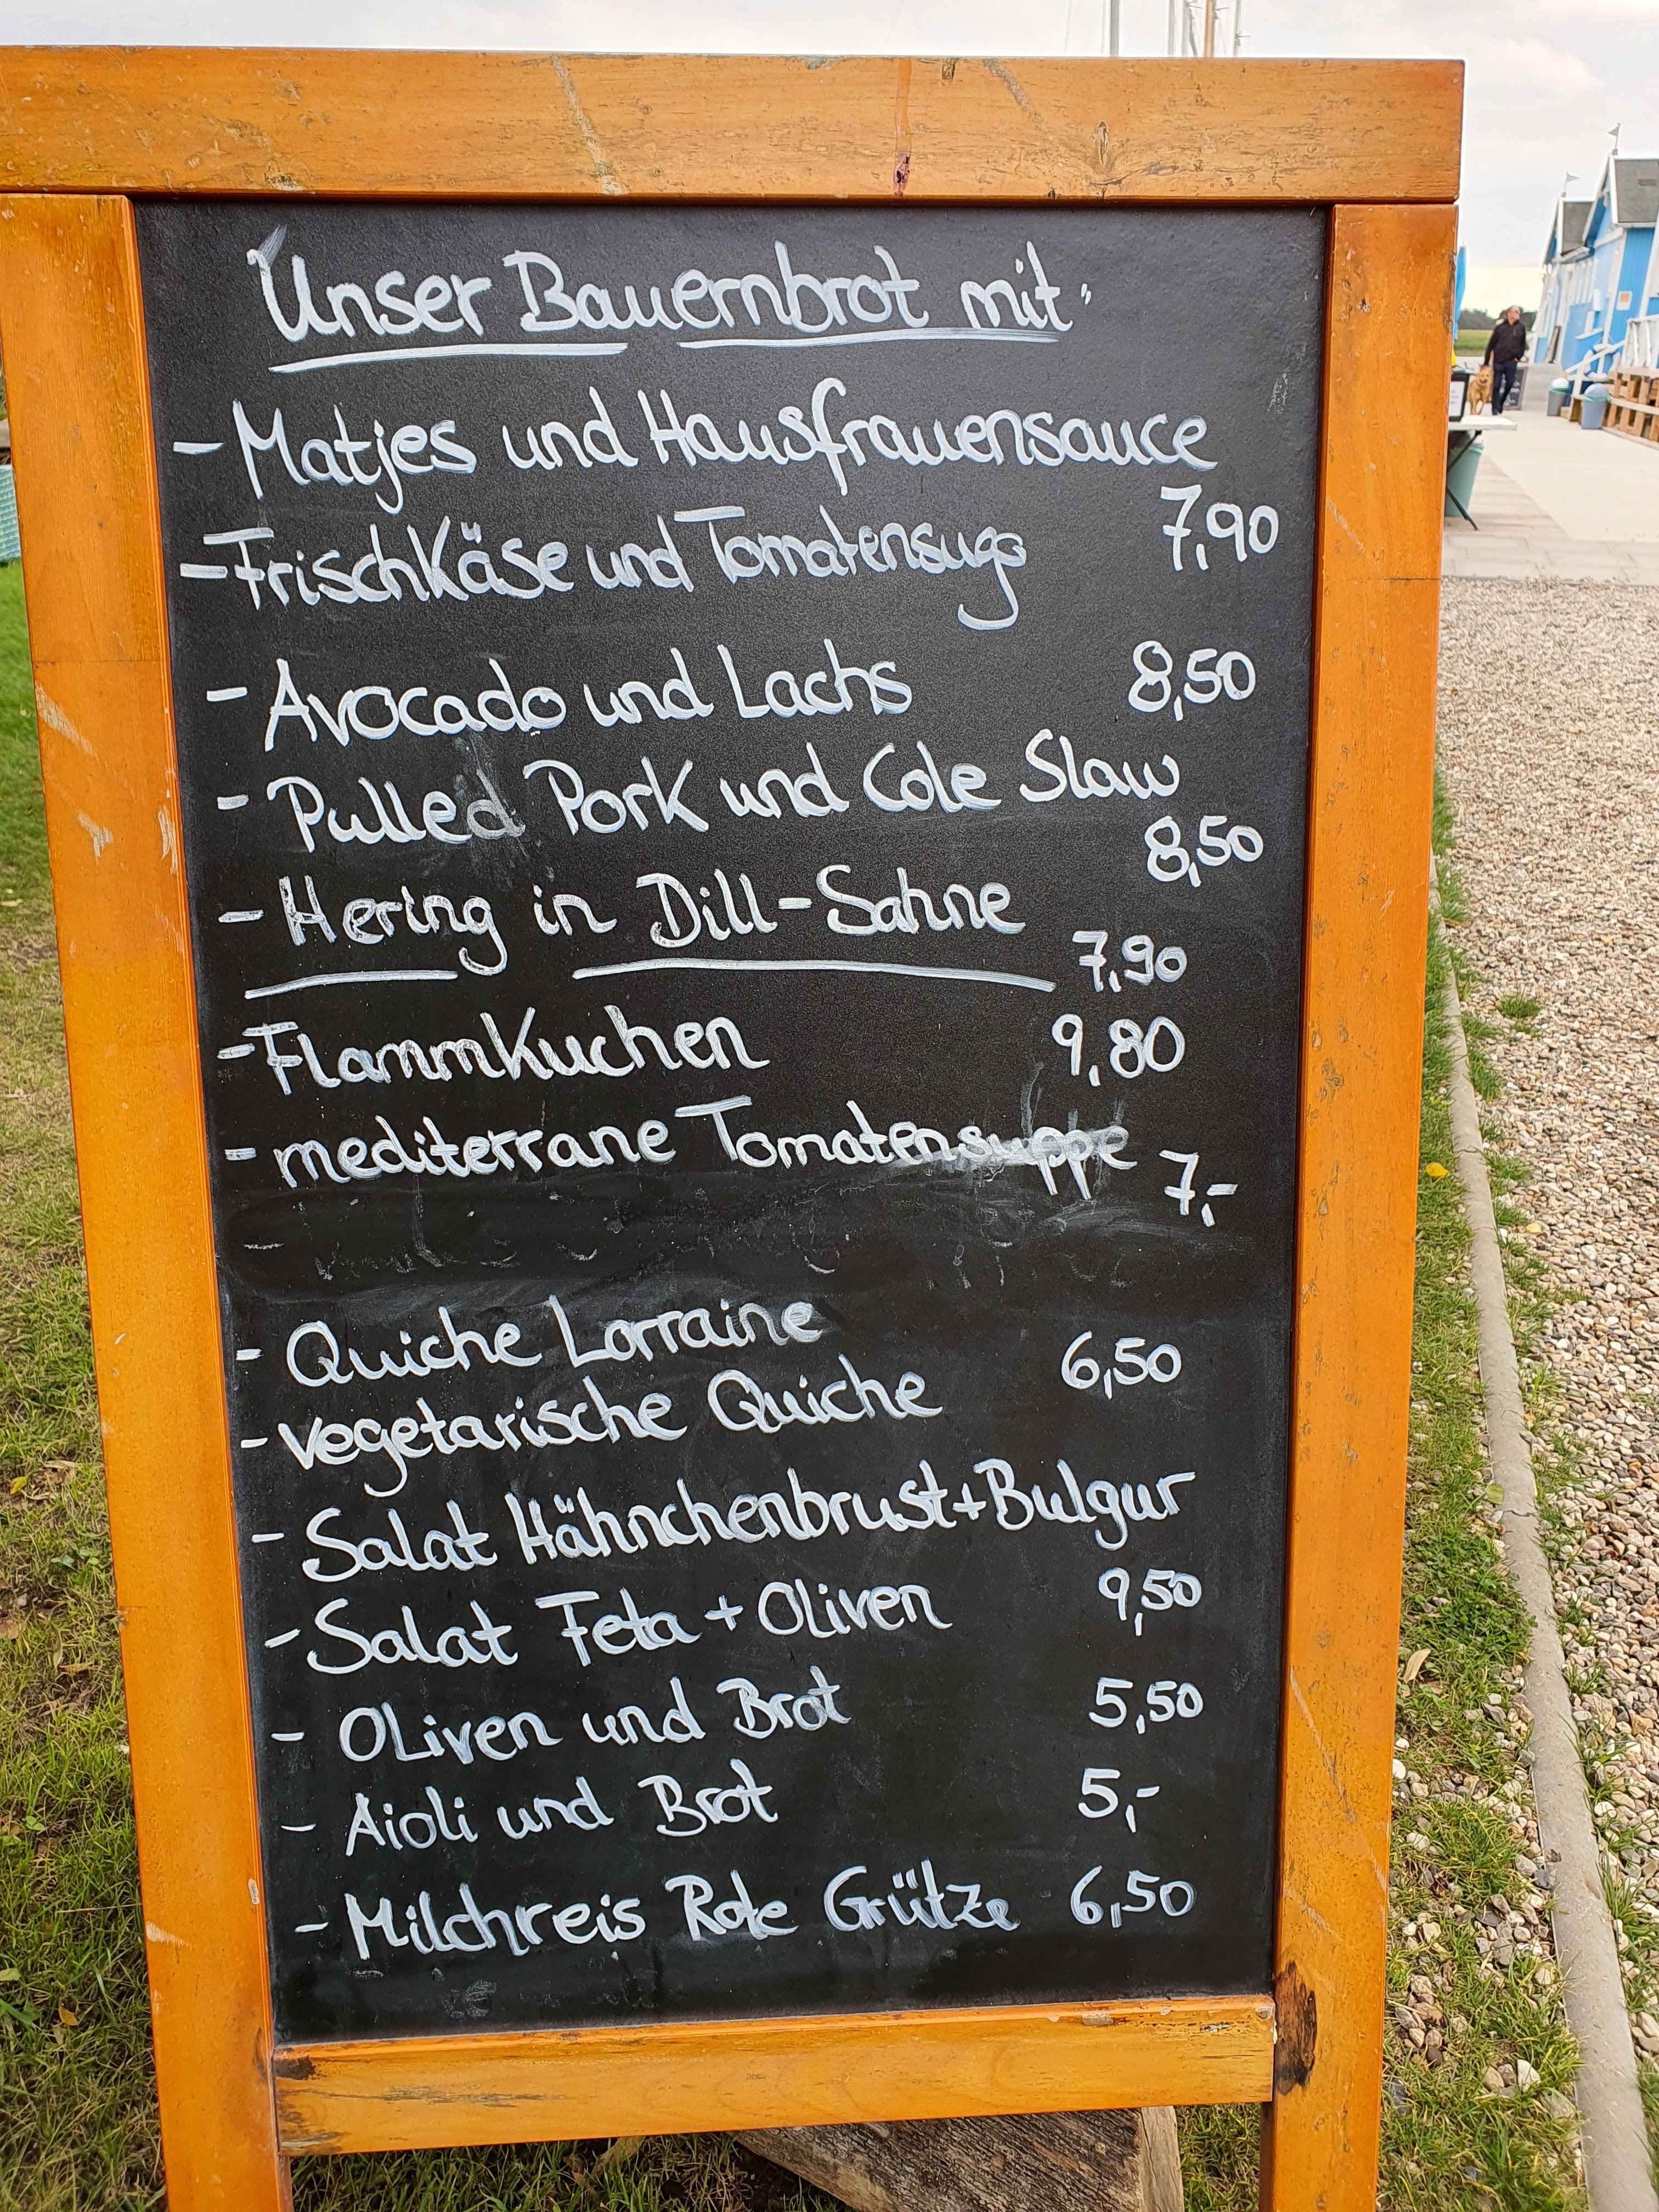 Unser Bauernbrot mit
- Matjes und Hausfrauensauce
7,90
- Frischkäse und Tomatensugo
- Avocado und Lachs 8,50
- Pulled Pork und Cole Slaw
8,50
- Hering in Dill-Sahne
7,90
- Flammkuchen 9,80
- mediterrane Tomatensuppe
7,-
- Quiche Lorraine 6,50
- vegetarische Quiche
- Salat Hähnchenbrust + Bulgur
9,50
- Salat Feta + Oliven
- Oliven und Brot 5,50
- Aioli und Brot 5,-
- Milchreis Rote Grütze 6,50